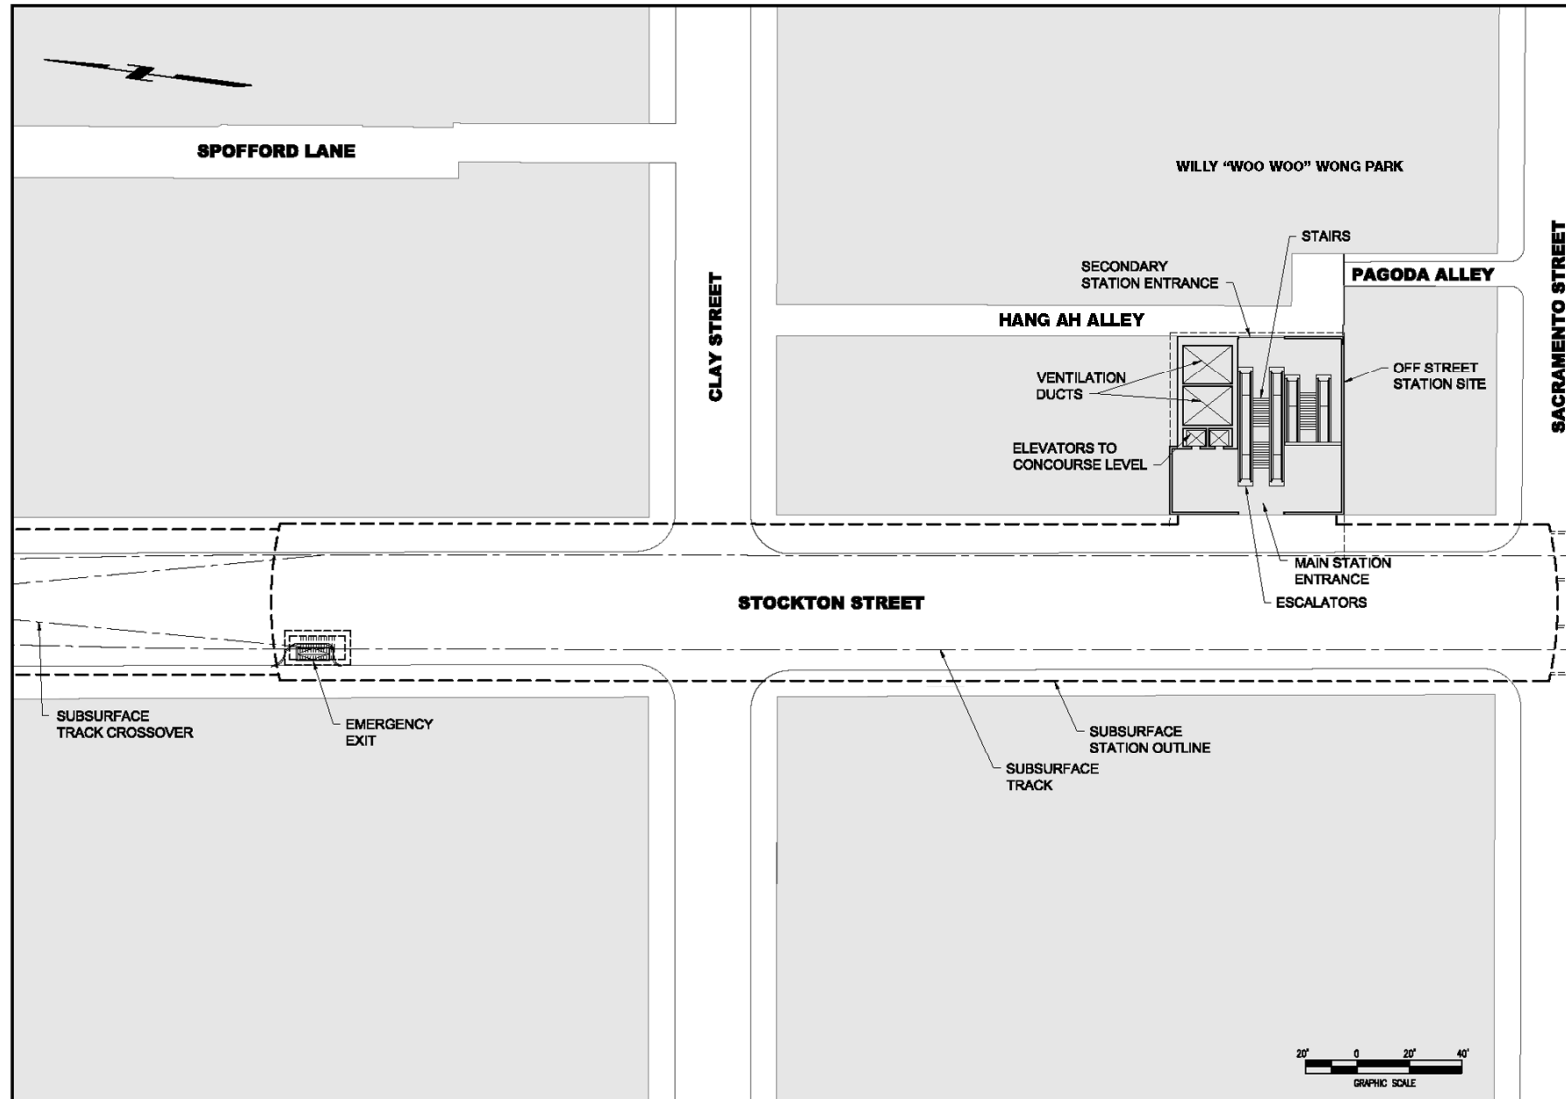 SPOFFORD LANE
WILLY “WOO WOO” WONG PARK
STAIRS
SECONDARY
STATION ENTRANCE
PAGODA ALLEY
SACRAMENTO STREET
CLAY STREET
HANG AH ALLEY
VENTILATION
DUCTS
OFF STREET
STATION SITE
ELEVATORS TO
CONCOURSE LEVEL
MAIN STATION
ENTRANCE
ESCALATORS
STOCKTON STREET
SUBSURFACE
TRACK CROSSOVER
EMERGENCY
EXIT
SUBSURFACE
STATION OUTLINE
SUBSURFACE
TRACK
20' 0 20' 40'
GRAPHIC SCALE